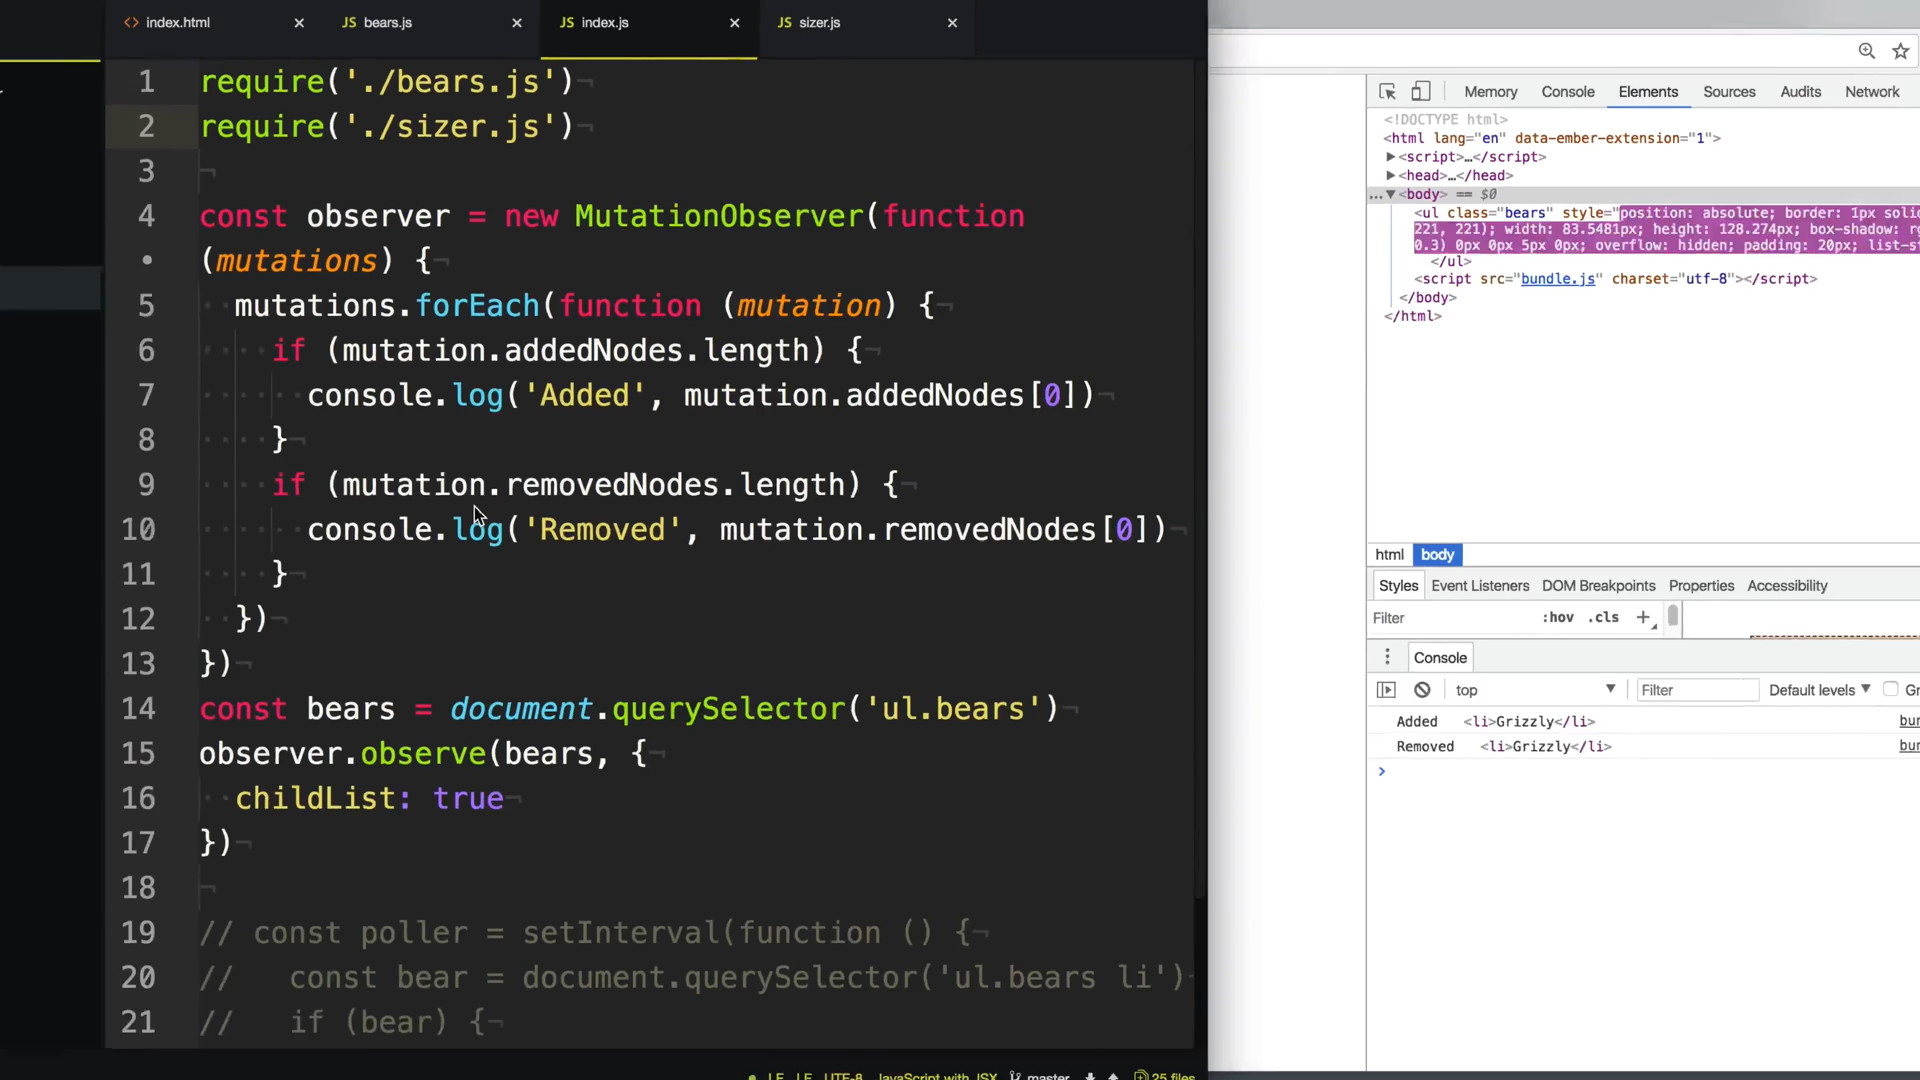 index.html
bears.js
index.js
sizer.js
1 require('./bears.js')
2 require('./sizer.js')
3
4 const observer = new MutationObserver(function
(mutations) {
5 mutations.forEach(function (mutation) {
6 if (mutation.addedNodes.length) {
7 console.log('Added', mutation.addedNodes[0])
8 }
9 if (mutation.removedNodes.length) {
10 console.log('Removed', mutation.removedNodes[0])
11 }
12 })
13 })
14 const bears = document.querySelector('ul.bears')
15 observer.observe(bears, {
16 childList: true
17 })
18
19 // const poller = setInterval(function () {
20 // const bear = document.querySelector('ul.bears li')
21 // if (bear) {
LF LF UTF-8 JavaScript with JSX master 25 files
Memory Console Elements Sources Audits Network
<!DOCTYPE html>
<html lang="en" data-ember-extension="1">
<script>…</script>
<head>…</head>
…<body> == $0
<ul class="bears" style="position: absolute; border: 1px soli
221, 221); width: 83.5481px; height: 128.274px; box-shadow: rg
0.3) 0px 0px 5px 0px; overflow: hidden; padding: 20px; list-s
</ul>
<script src="bundle.js" charset="utf-8"></script>
</body>
</html>
html body
Styles Event Listeners DOM Breakpoints Properties Accessibility
Filter :hov .cls +
Console
top Filter Default levels Gr
Added <li>Grizzly</li> bun
Removed <li>Grizzly</li> bun